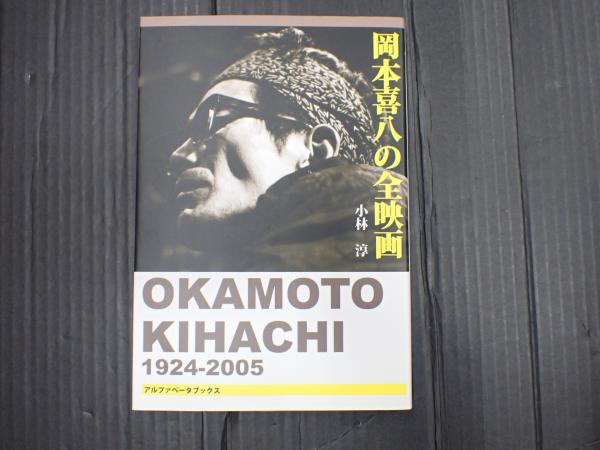 岡本喜八の全映画
小林 淳
OKAMOTO
KIHACHI
1924-2005
アルファベータブックス